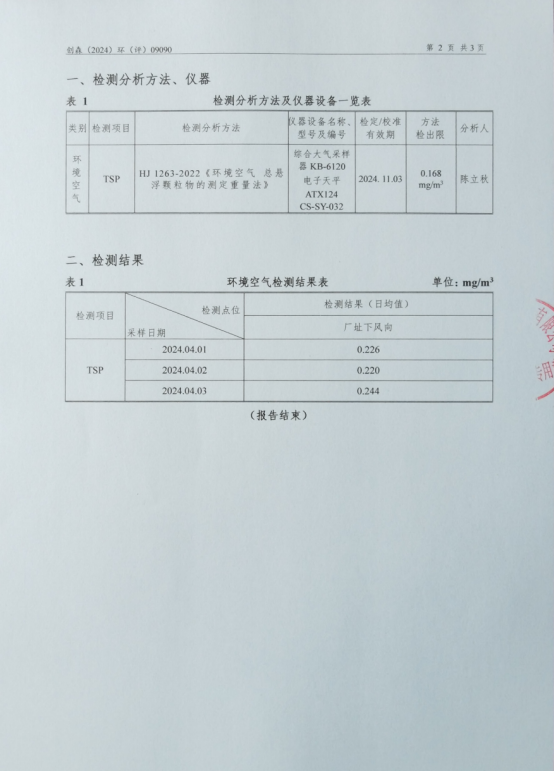 创森（2024）环（评）09090
第 2 页 共 3 页
一、检测分析方法、仪器
表 1
检测分析方法及仪器设备一览表
类别
检测项目
检测分析方法
仪器设备名称、
型号及编号
检定/校准
有效期
方法
检出限
分析人
环
境
空
气
TSP
HJ 1263-2022《环境空气 总悬
浮颗粒物的测定重量法》
综合大气采样
器 KB-6120
电子天平
ATX124
CS-SY-032
2024.11.03
0.168
mg/m³
陈立秋
二、检测结果
表 1
环境空气检测结果表
单位：mg/m³
检测项目
检测点位
采样日期
检测结果（日均值）
厂址下风向
TSP
2024.04.01
0.226
2024.04.02
0.220
2024.04.03
0.244
（报告结束）